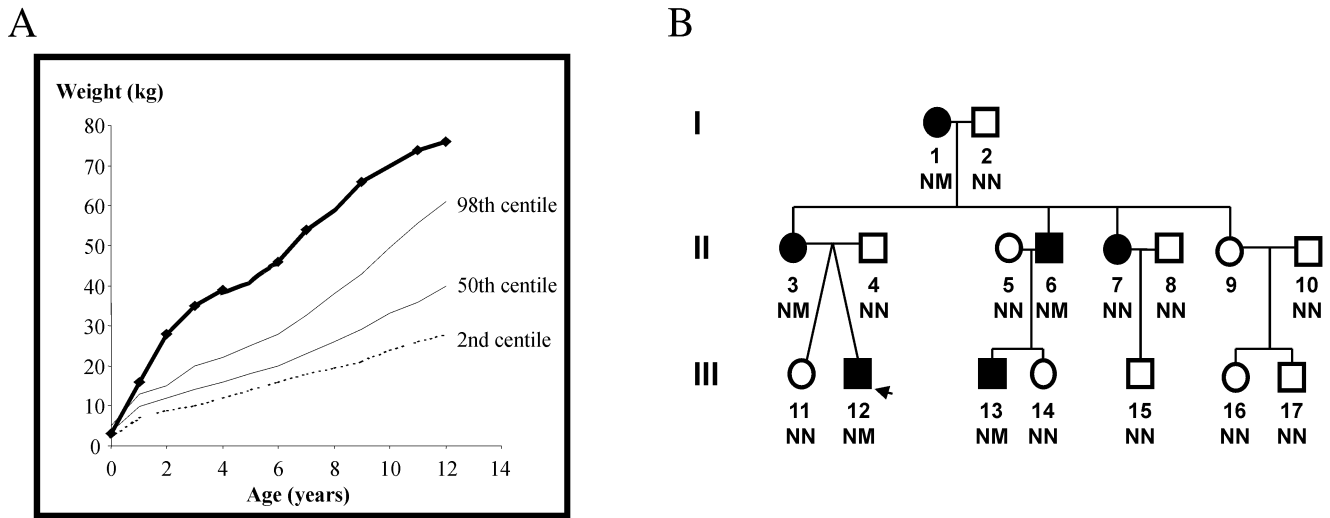 A
B
Weight (kg)
80
70
60
50
40
30
20
10
0
98th centile
50th centile
2nd centile
0 2 4 6 8 10 12 14
Age (years)
I
1 2
NM NN
II
3 4 5 6 7 8 9 10
NM NN NN NM NN NN NN
III
11 12 13 14 15 16 17
NN NM NM NN NN NN NN